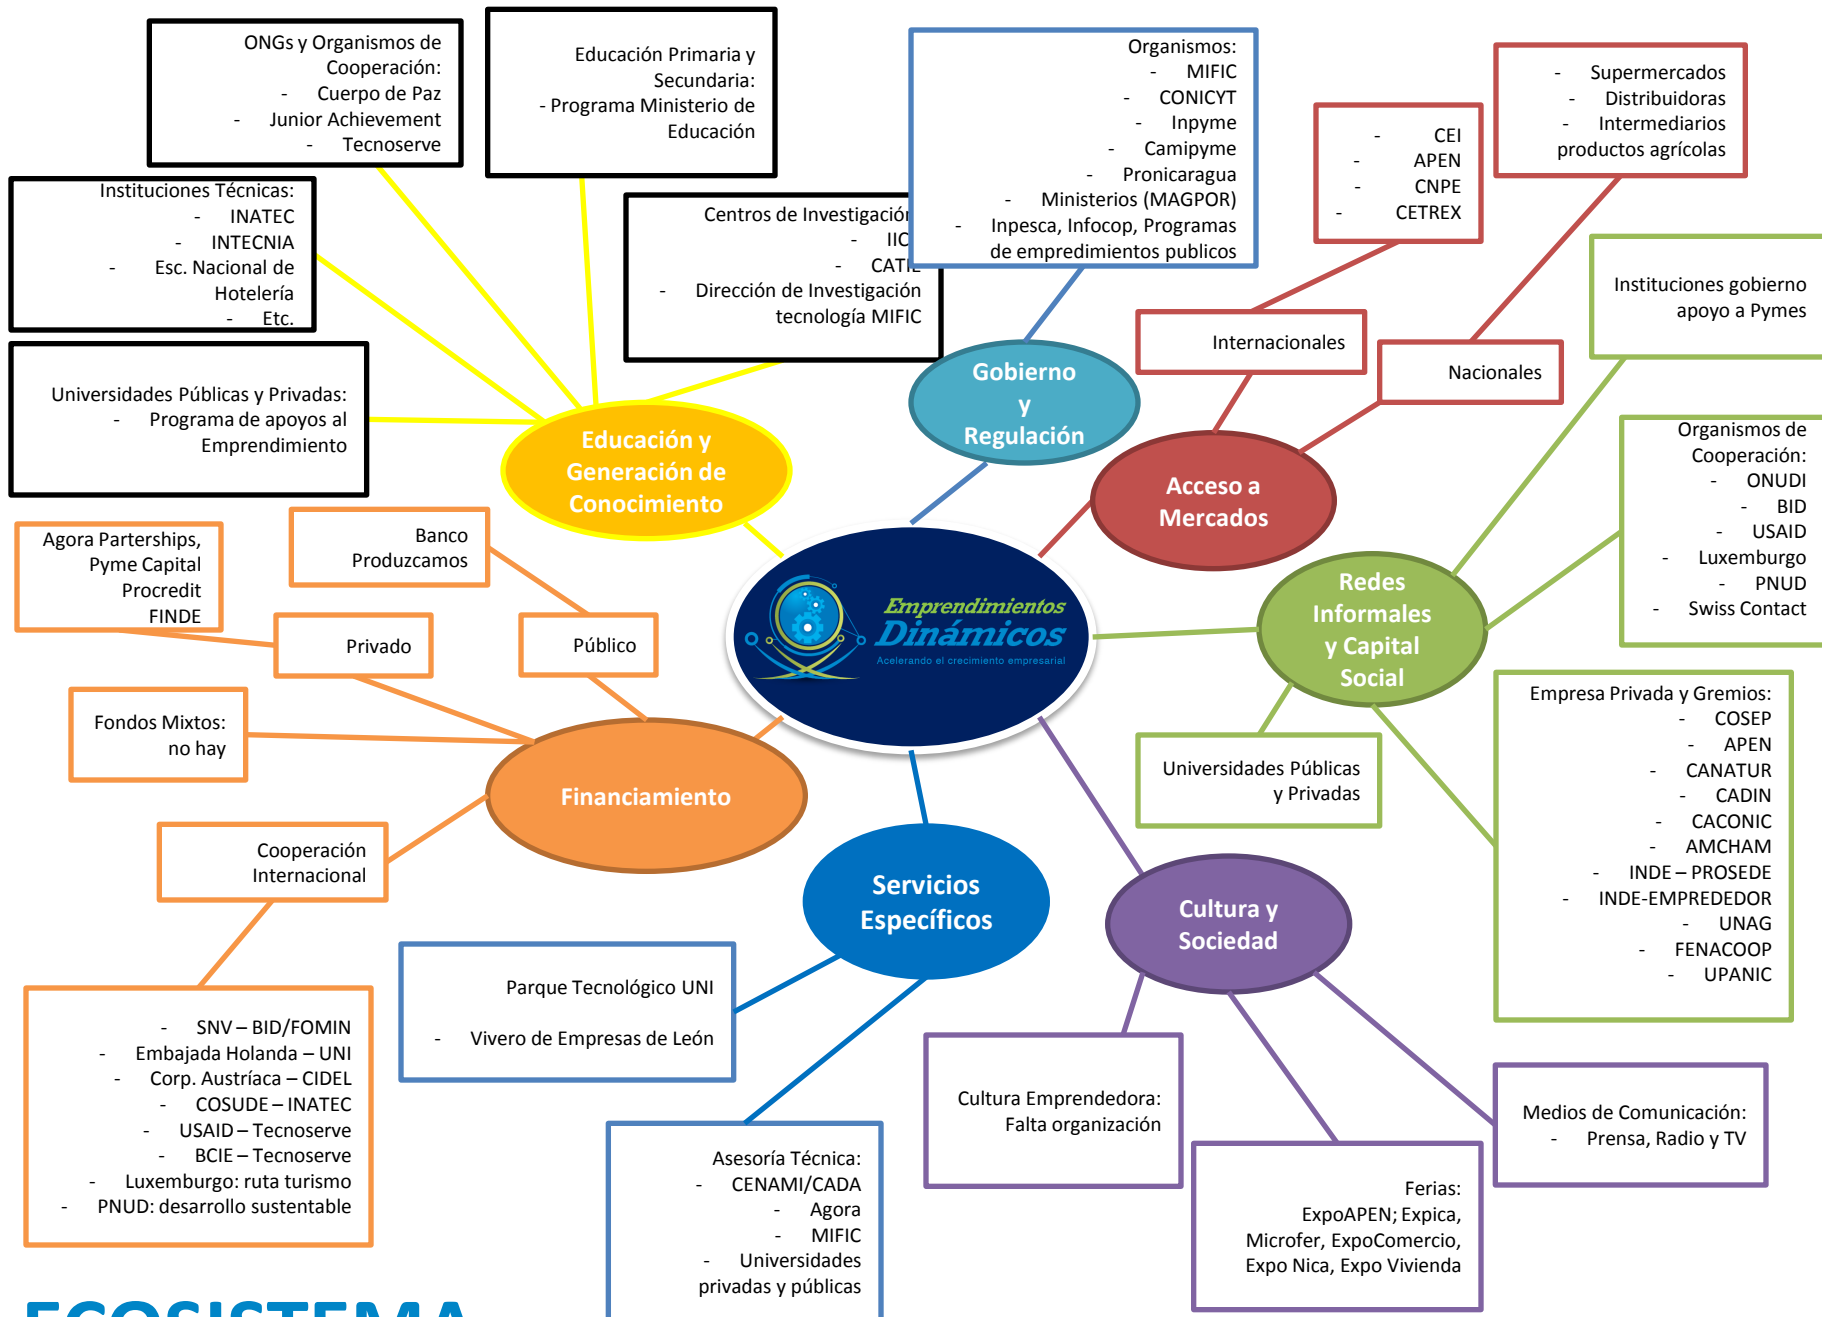 ONGs y Organismos de
Cooperación:
- Cuerpo de Paz
- Junior Achievement
- Tecnoserve
Educación Primaria y
Secundaria:
- Programa Ministerio de
Educación
Organismos:
- MIFIC
- CONICYT
- Inpyme
- Camipyme
- Pronicaragua
- Ministerios (MAGPOR)
- Inpesca, Infocop, Programas
de empredimientos publicos
- CEI
- APEN
- CNPE
- CETREX
- Supermercados
- Distribuidoras
- Intermediarios
productos agrícolas
Instituciones Técnicas:
- INATEC
- INTECNIA
- Esc. Nacional de
Hotelería
- Etc.
Centros de Investigación
- IIC
- CATIE
- Dirección de Investigación
tecnología MIFIC
Instituciones gobierno
apoyo a Pymes
Internacionales
Nacionales
Universidades Públicas y Privadas:
- Programa de apoyos al
Emprendimiento
Educación y
Generación de
Conocimiento
Gobierno
y
Regulación
Acceso a
Mercados
Organismos de
Cooperación:
- ONUDI
- BID
- USAID
- Luxemburgo
- PNUD
- Swiss Contact
Agora Parterships,
Pyme Capital
Procredit
FINDE
Banco
Produzcamos
Privado
Público
Emprendimientos
Dinámicos
Acelerando el crecimiento empresarial
Redes
Informales
y Capital
Social
Fondos Mixtos:
no hay
Financiamiento
Universidades Públicas
y Privadas
Empresa Privada y Gremios:
- COSEP
- APEN
- CANATUR
- CADIN
- CACONIC
- AMCHAM
- INDE – PROSEDE
- INDE-EMPREDEDOR
- UNAG
- FENACOOP
- UPANIC
Cooperación
Internacional
Servicios
Específicos
Cultura y
Sociedad
- SNV – BID/FOMIN
- Embajada Holanda – UNI
- Corp. Austríaca – CIDEL
- COSUDE – INATEC
- USAID – Tecnoserve
- BCIE – Tecnoserve
- Luxemburgo: ruta turismo
- PNUD: desarrollo sustentable
Parque Tecnológico UNI
- Vivero de Empresas de León
Cultura Emprendedora:
Falta organización
Medios de Comunicación:
- Prensa, Radio y TV
Asesoría Técnica:
- CENAMI/CADA
- Agora
- MIFIC
- Universidades
privadas y públicas
Ferias:
ExpoAPEN; Expica,
Microfer, ExpoComercio,
Expo Nica, Expo Vivienda
ECOSISTEMA